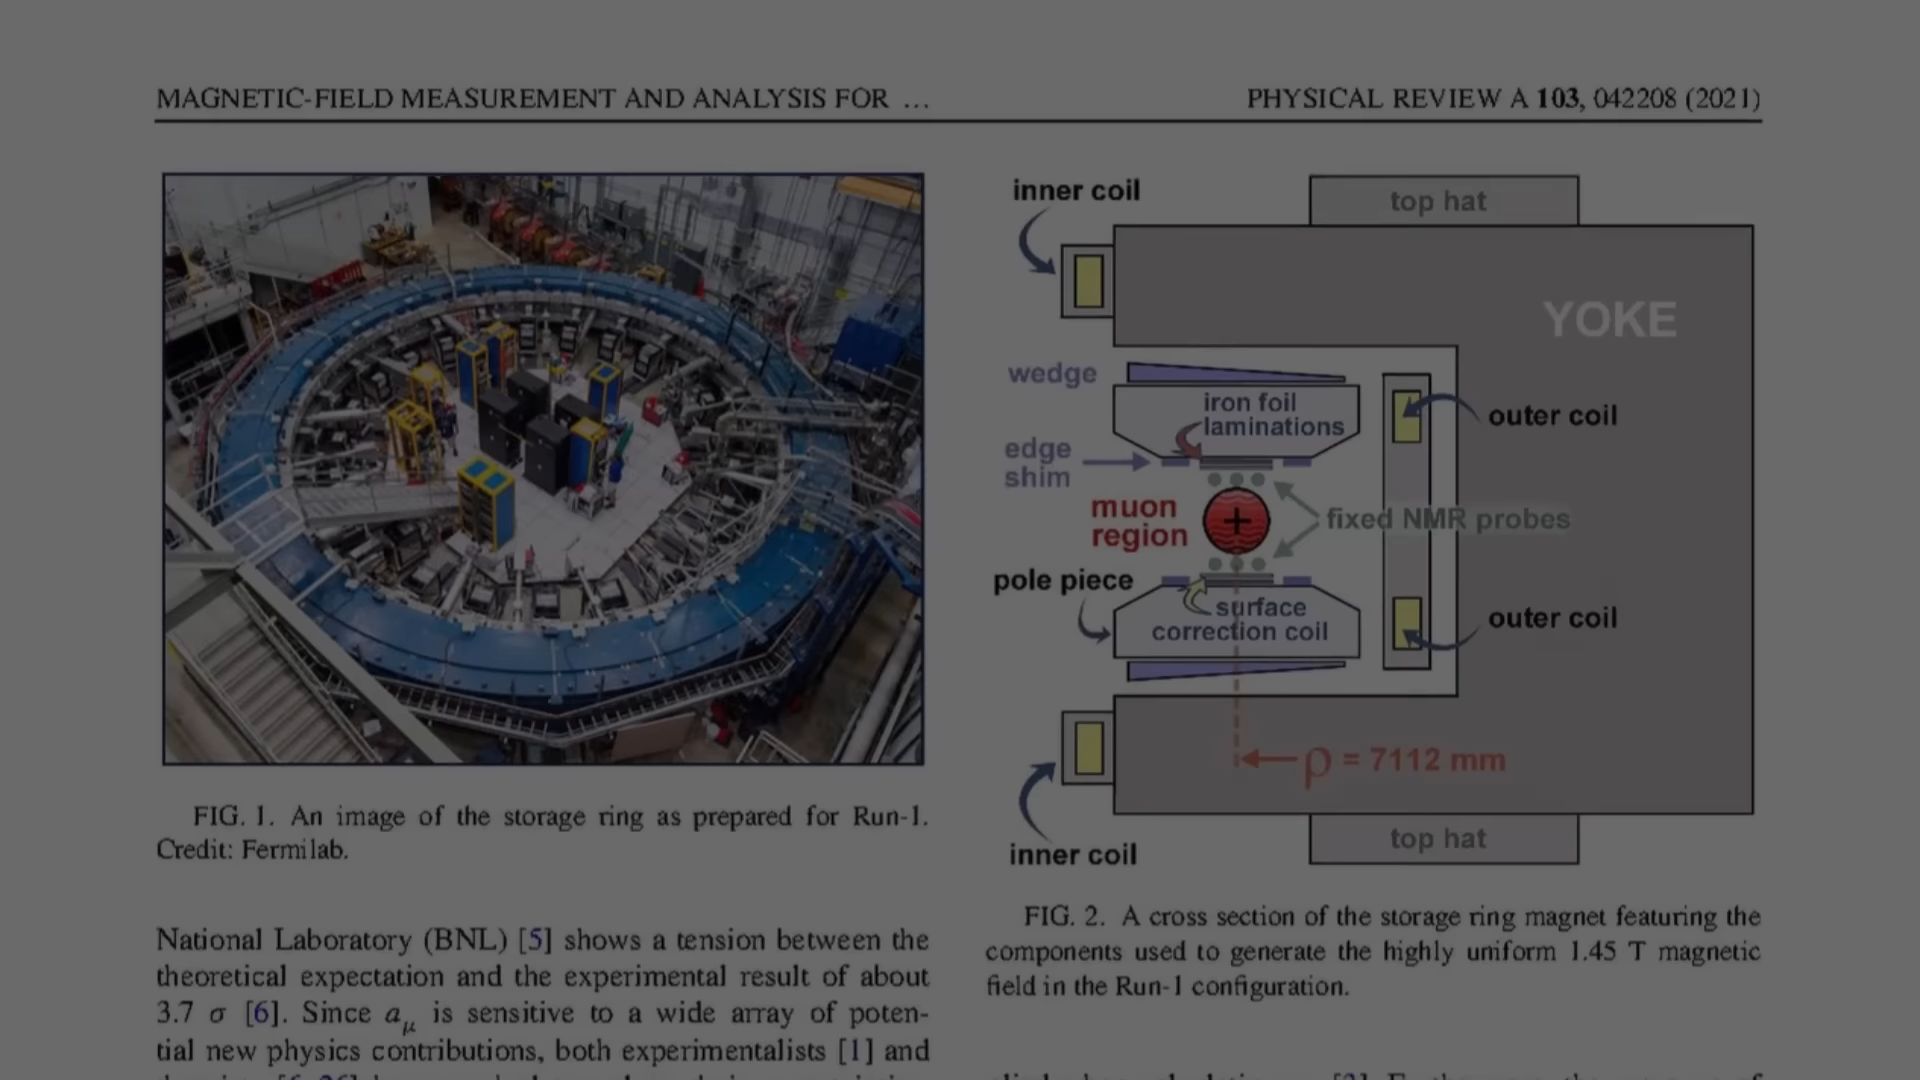 MAGNETIC-FIELD MEASUREMENT AND ANALYSIS FOR ...
PHYSICAL REVIEW A 103, 042208 (2021)
FIG. 1. An image of the storage ring as prepared for Run-1.
Credit: Fermilab.
National Laboratory (BNL) [5] shows a tension between the
theoretical expectation and the experimental result of about
3.7 σ [6]. Since aμ is sensitive to a wide array of poten-
tial new physics contributions, both experimentalists [1] and
inner coil
top hat
YOKE
wedge
iron foil
laminations
outer coil
edge
shim
muon
region
fixed NMR probes
pole piece
surface
correction coil
outer coil
ρ = 7112 mm
top hat
inner coil
FIG. 2. A cross section of the storage ring magnet featuring the
components used to generate the highly uniform 1.45 T magnetic
field in the Run-1 configuration.